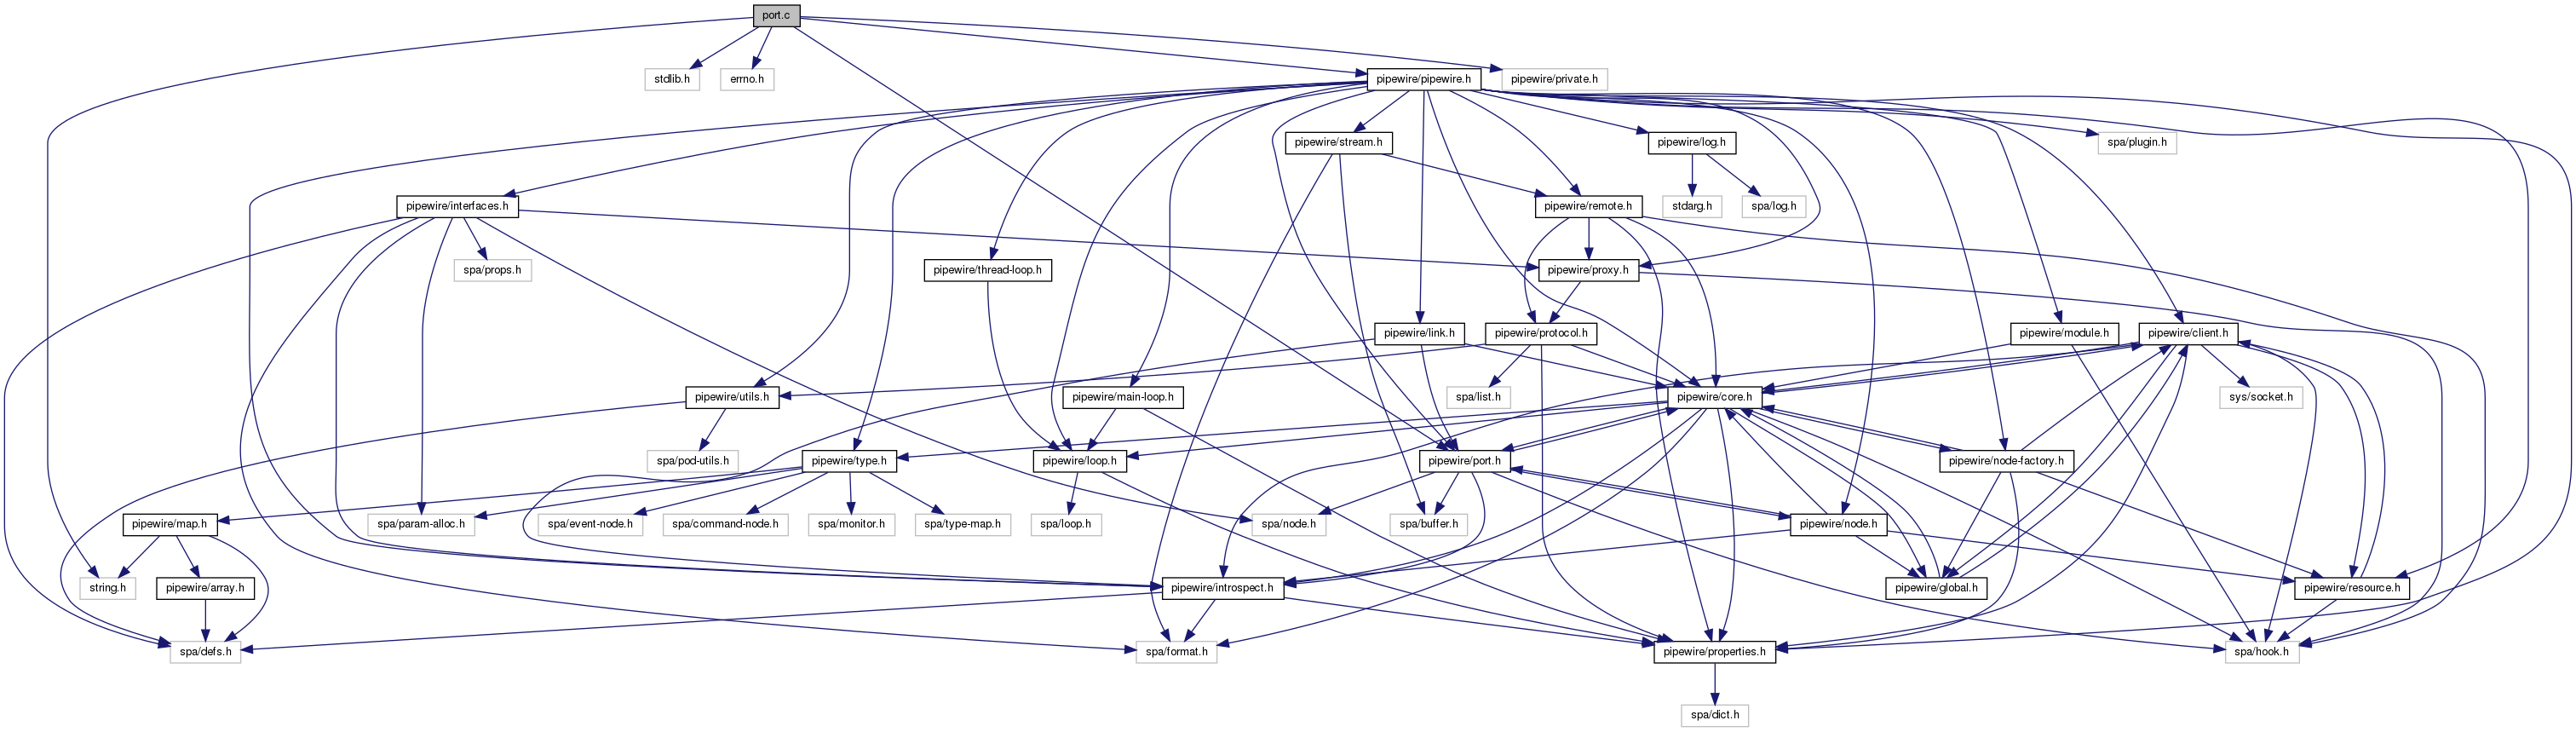 port.c
stdlib.h
errno.h
pipewire/pipewire.h
pipewire/private.h
pipewire/stream.h
pipewire/log.h
spa/plugin.h
pipewire/interfaces.h
pipewire/remote.h
stdarg.h
spa/log.h
spa/props.h
pipewire/thread-loop.h
pipewire/proxy.h
pipewire/link.h
pipewire/protocol.h
pipewire/module.h
pipewire/client.h
pipewire/utils.h
pipewire/main-loop.h
spa/list.h
pipewire/core.h
sys/socket.h
spa/pod-utils.h
pipewire/type.h
pipewire/loop.h
pipewire/port.h
pipewire/node-factory.h
pipewire/map.h
spa/param-alloc.h
spa/event-node.h
spa/command-node.h
spa/monitor.h
spa/type-map.h
spa/loop.h
spa/node.h
spa/buffer.h
pipewire/node.h
string.h
pipewire/array.h
pipewire/introspect.h
pipewire/global.h
pipewire/resource.h
spa/defs.h
spa/format.h
pipewire/properties.h
spa/hook.h
spa/dict.h